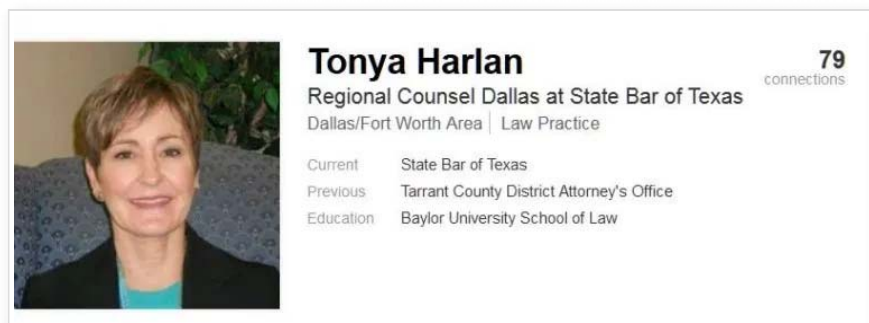 Tonya Harlan
79
connections
Regional Counsel Dallas at State Bar of Texas
Dallas/Fort Worth Area | Law Practice
Current State Bar of Texas
Previous Tarrant County District Attorney's Office
Education Baylor University School of Law